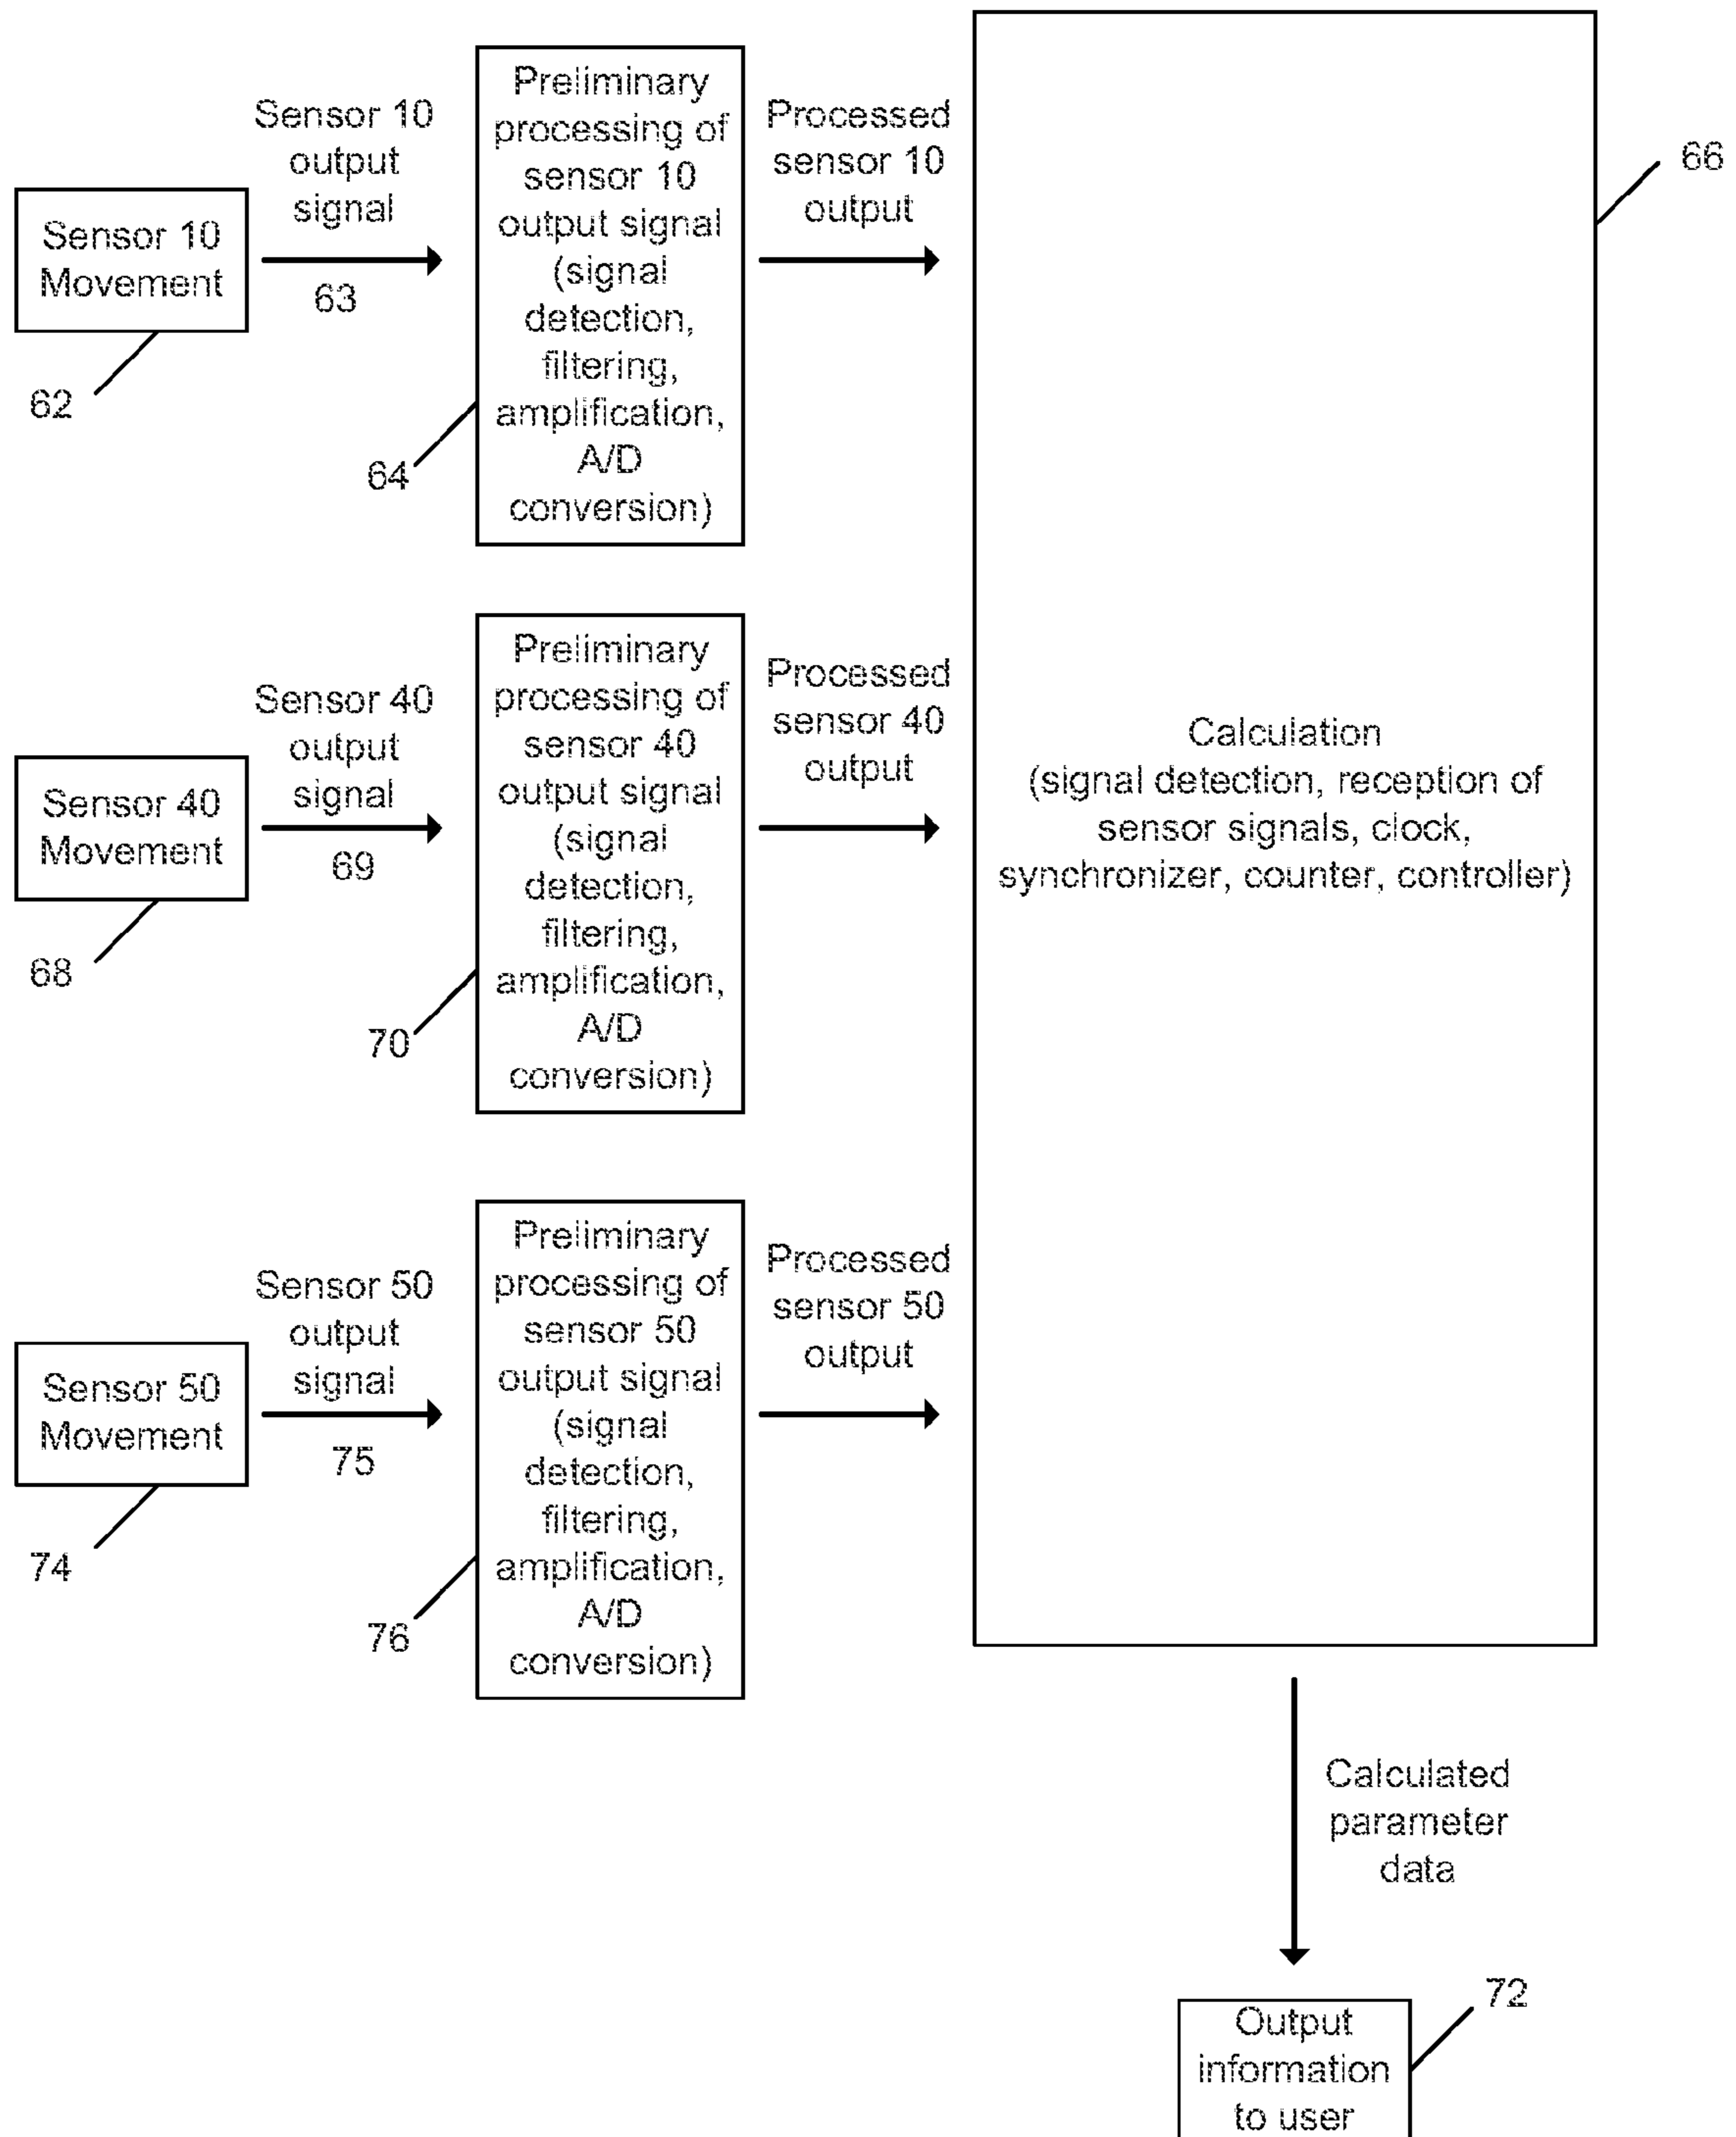 Sensor 10
Movement
62
Sensor 10
output
signal
63
Preliminary
processing of
sensor 10
output signal
(signal
detection,
filtering,
amplification,
A/D
conversion)
64
Processed
sensor 10
output
66
Sensor 40
Movement
68
Sensor 40
output
signal
69
Preliminary
processing of
sensor 40
output signal
(signal
detection,
filtering,
amplification,
A/D
conversion)
70
Processed
sensor 40
output
Calculation
(signal detection, reception of
sensor signals, clock,
synchronizer, counter, controller)
Sensor 50
Movement
74
Sensor 50
output
signal
75
Preliminary
processing of
sensor 50
output signal
(signal
detection,
filtering,
amplification,
A/D
conversion)
76
Processed
sensor 50
output
Calculated
parameter
data
72
Output
information
to user